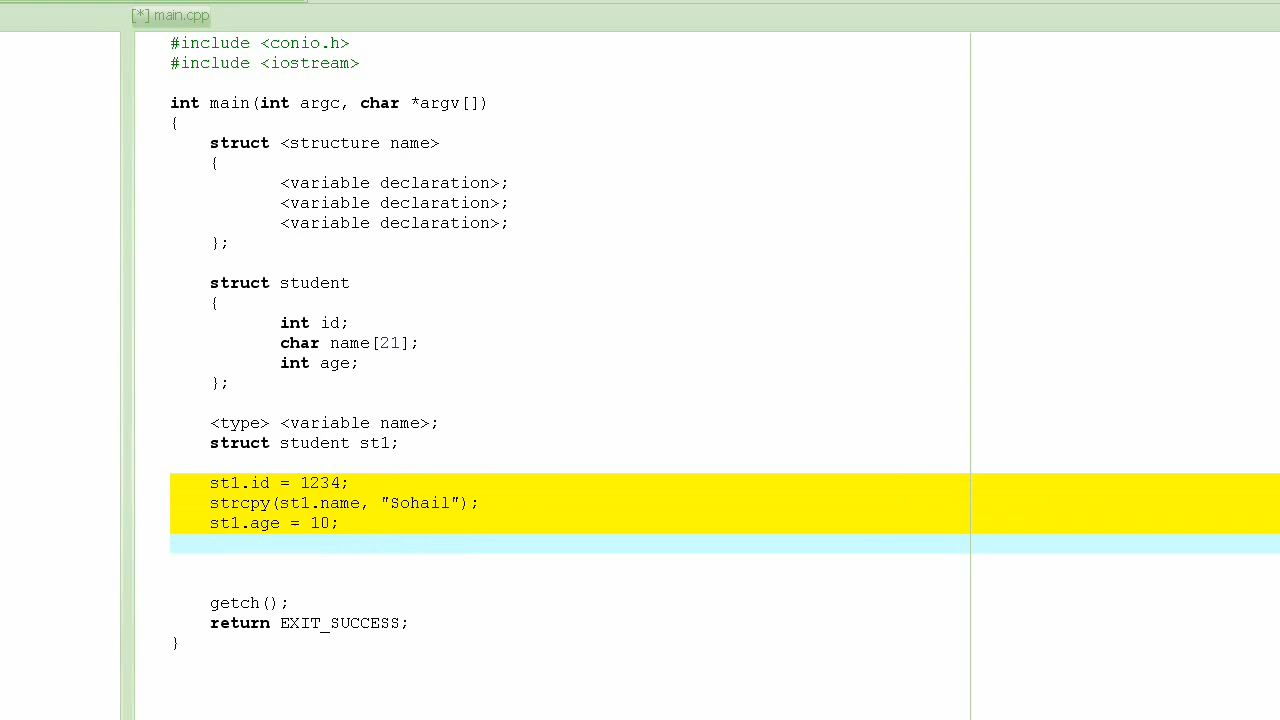 [*] main.cpp
#include <conio.h>
#include <iostream>
int main(int argc, char *argv[])
{
struct <structure name>
{
<variable declaration>;
<variable declaration>;
<variable declaration>;
};
struct student
{
int id;
char name[21];
int age;
};
<type> <variable name>;
struct student st1;
st1.id = 1234;
strcpy(st1.name, "Sohail");
st1.age = 10;
getch();
return EXIT_SUCCESS;
}